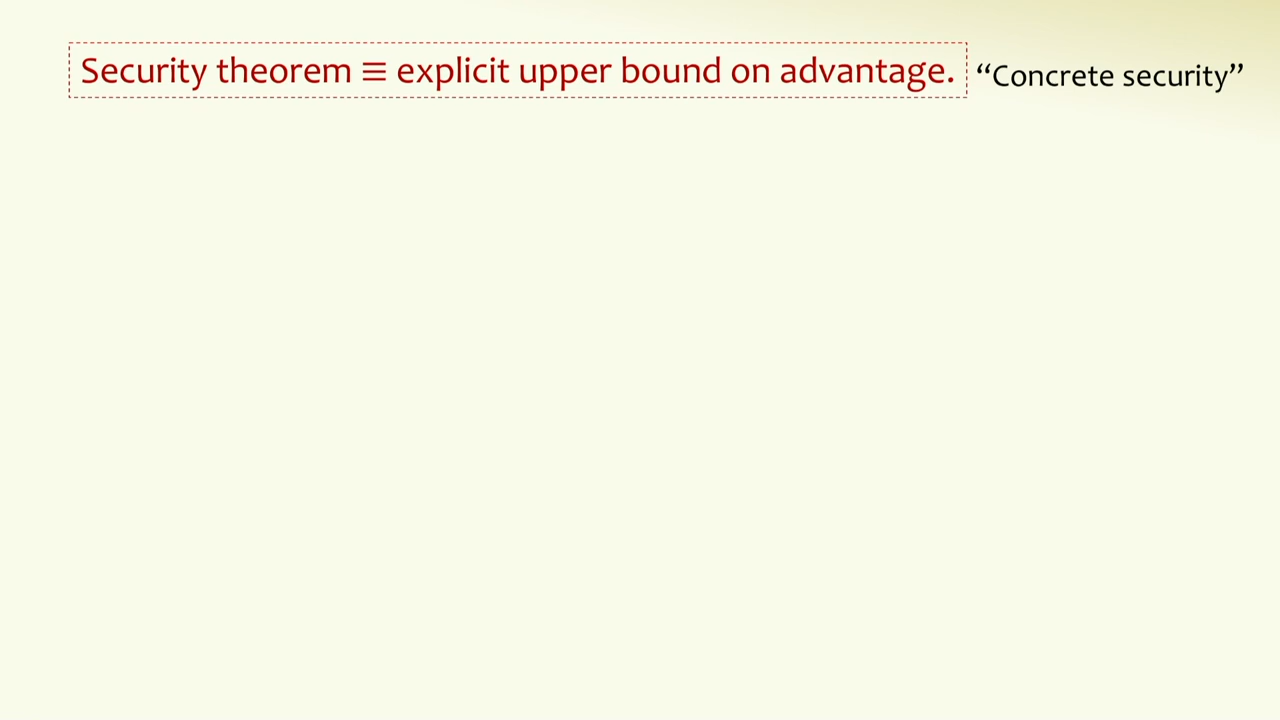 Security theorem ≡ explicit upper bound on advantage. “Concrete security”